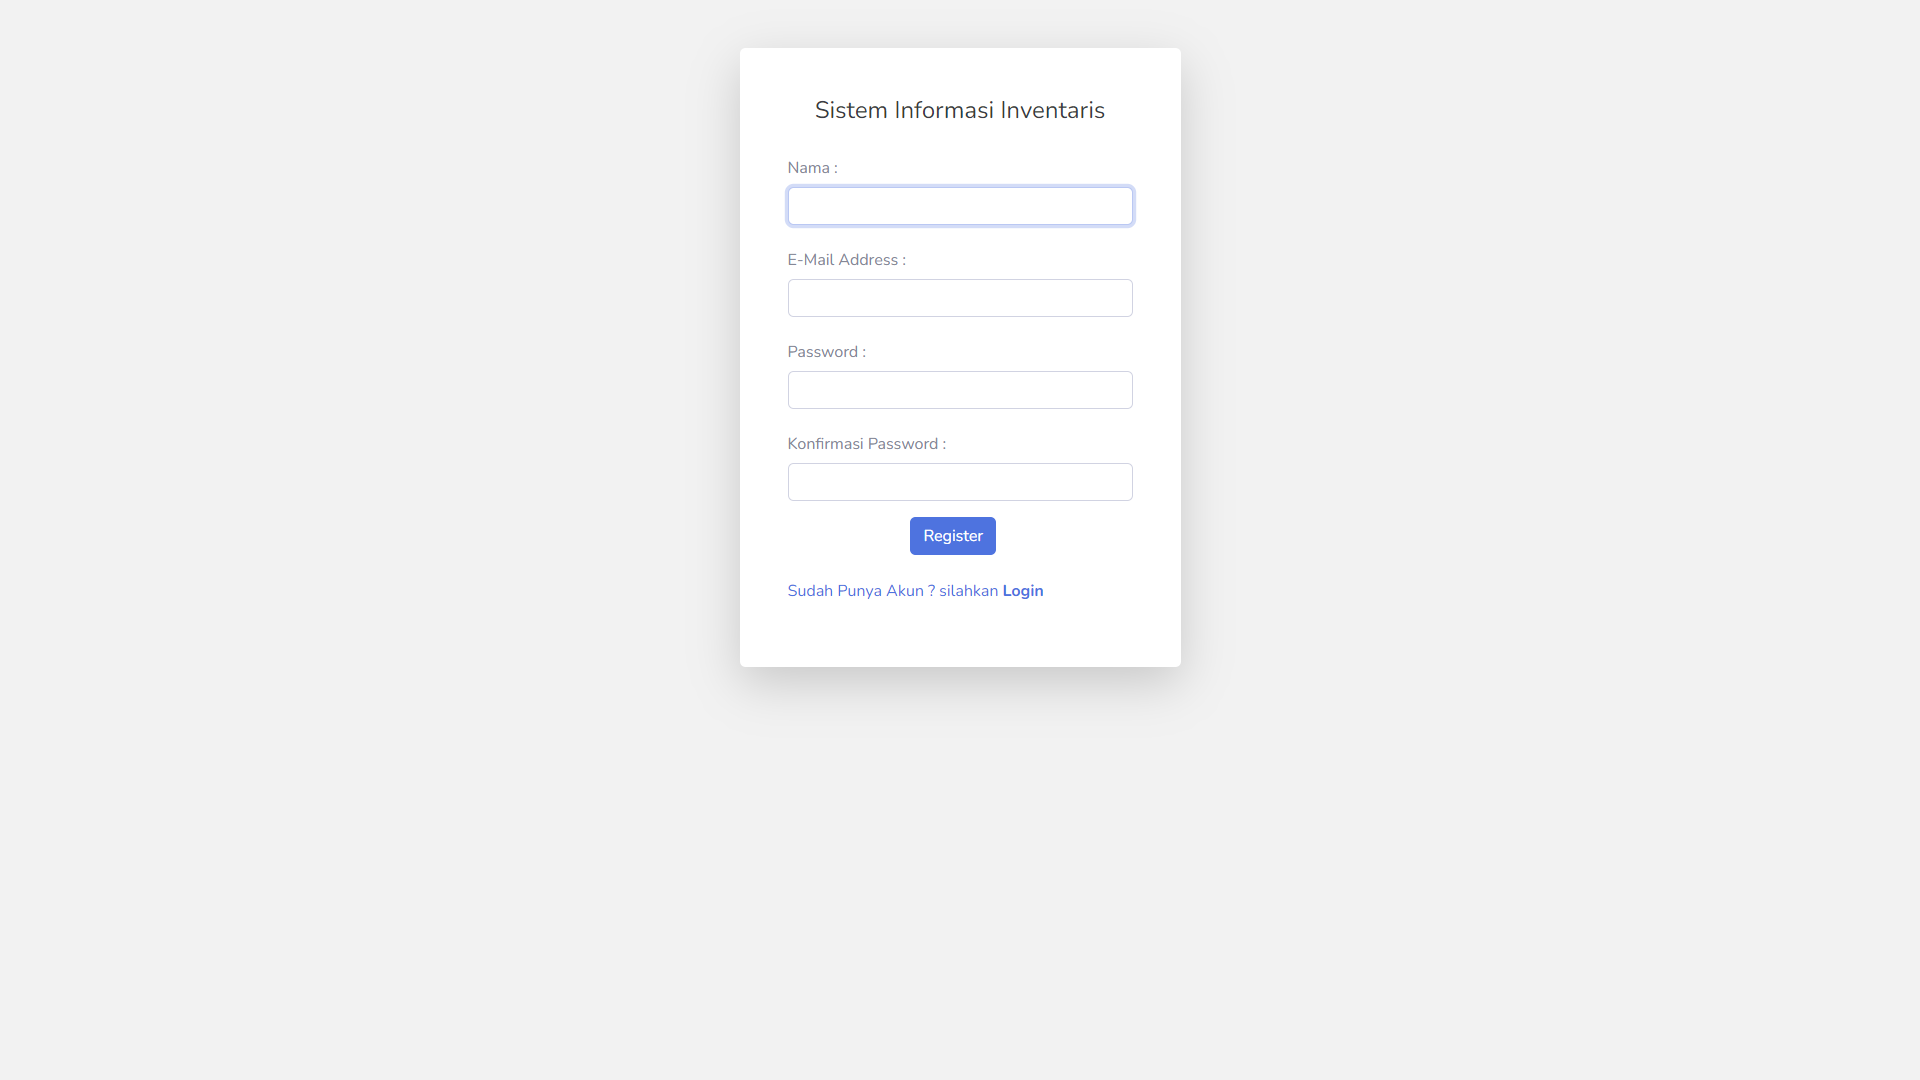 Sistem Informasi Inventaris
Nama :
E-Mail Address :
Password :
Konfirmasi Password :
Register
Sudah Punya Akun ? silahkan Login